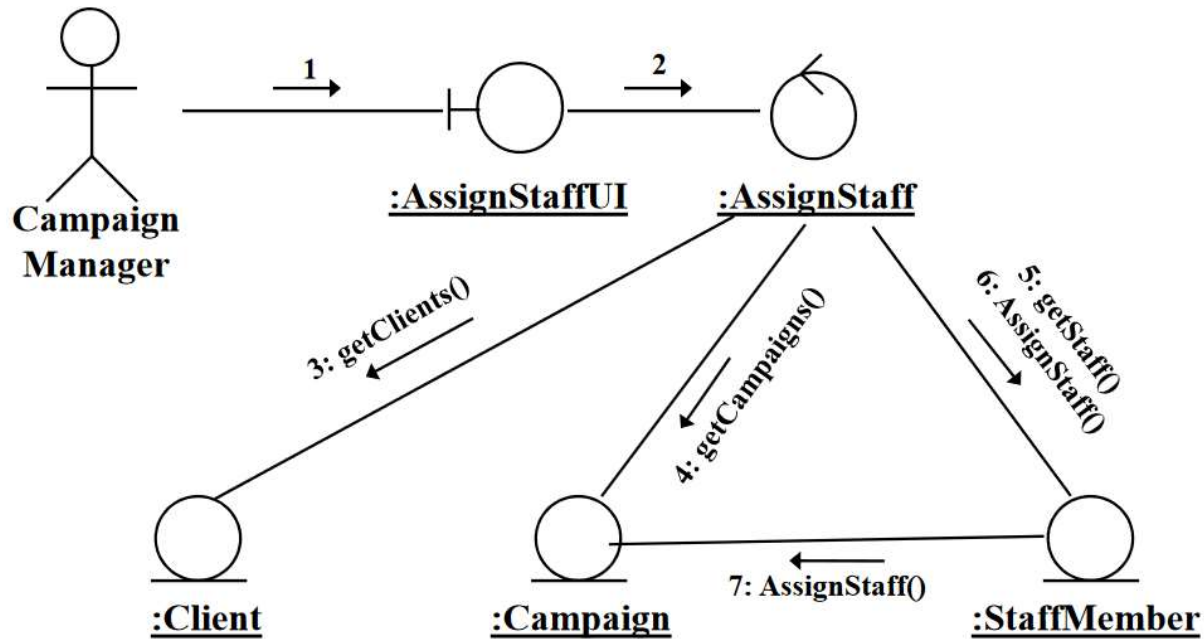 1
2
:AssignStaffUI
:AssignStaff
Campaign
Manager
3: getClients()
4: getCampaigns()
5: getStaff()
6: AssignStaff()
7: AssignStaff()
:Client
:Campaign
:StaffMember